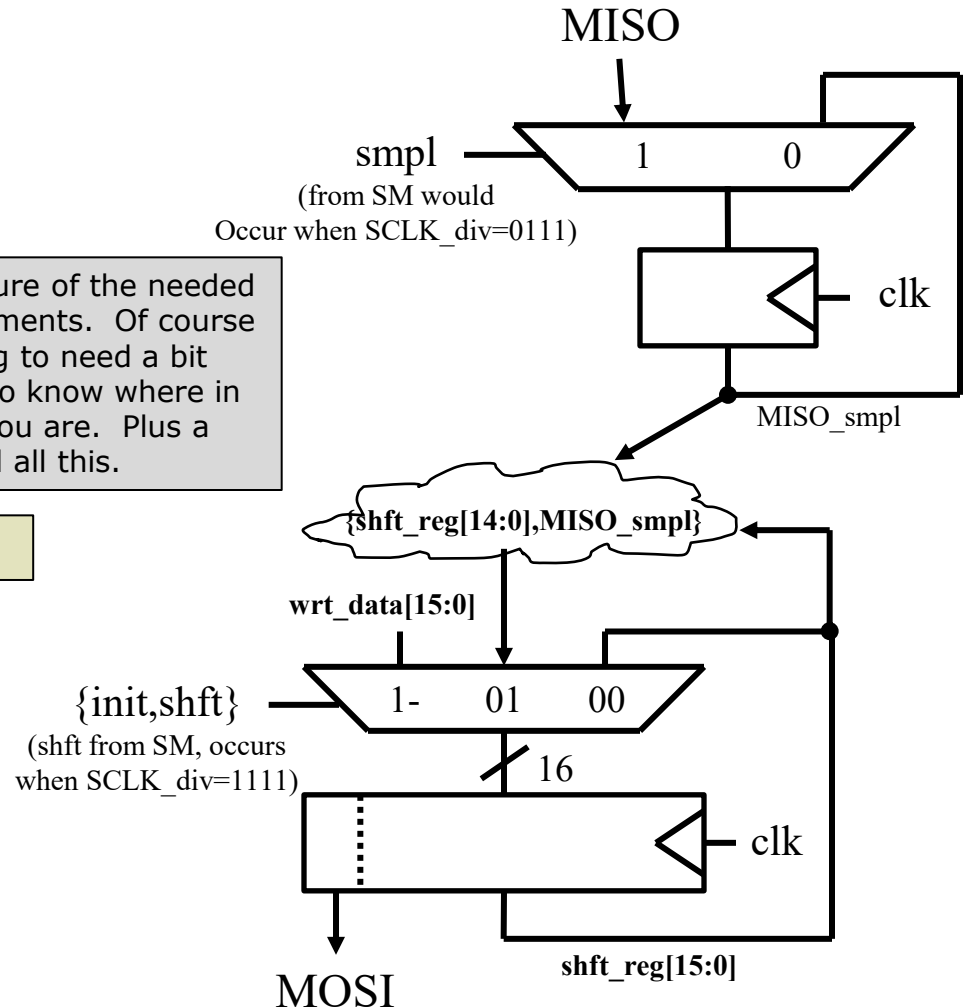 MISO
1 0
smpl
(from SM would
Occur when SCLK_div=0111)
clk
MISO_smpl
of the needed
ments. Of course
to need a bit
o know where in
ou are. Plus a
all this.
{shft_reg[14:0],MISO_smpl}
wrt_data[15:0]
{init,shft}
1- 01 00
(shft from SM, occurs
when SCLK_div=1111)
16
clk
shft_reg[15:0]
MOSI